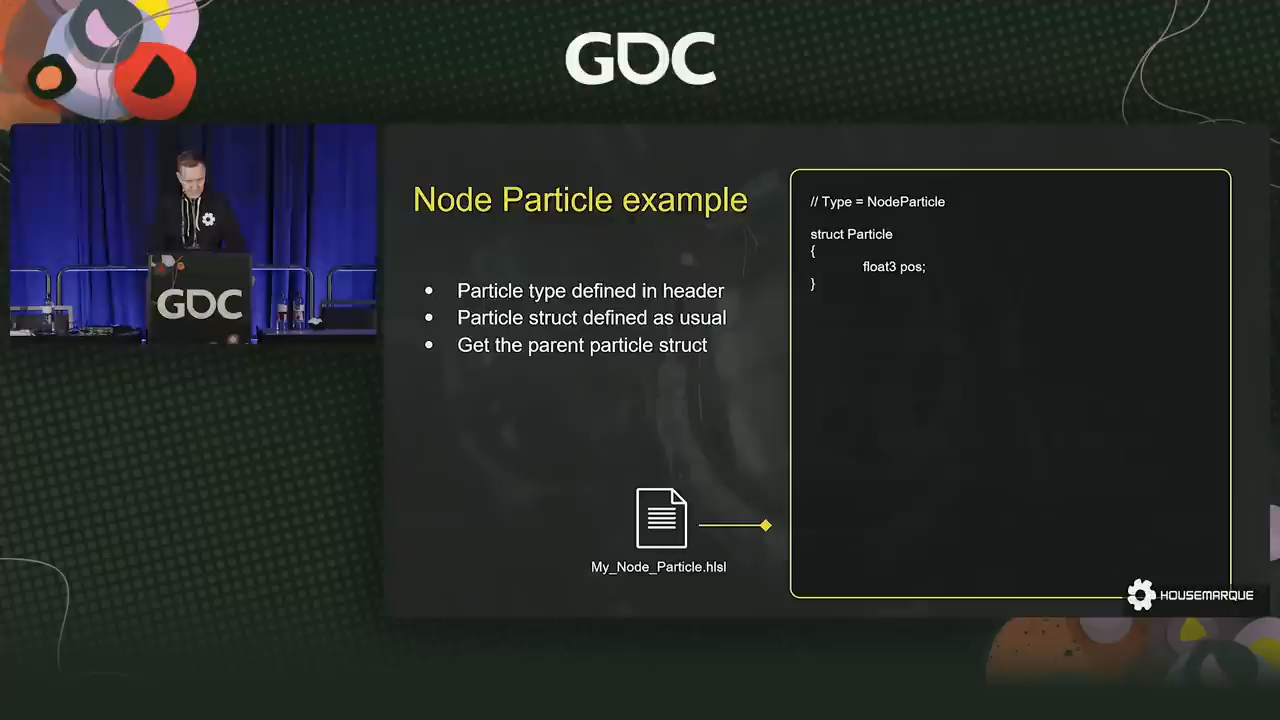 GDC
GDC
Node Particle example
Particle type defined in header
Particle struct defined as usual
Get the parent particle struct
My_Node_Particle.hlsl
// Type = NodeParticle
struct Particle
{
float3 pos;
}
HOUSEMARQUE